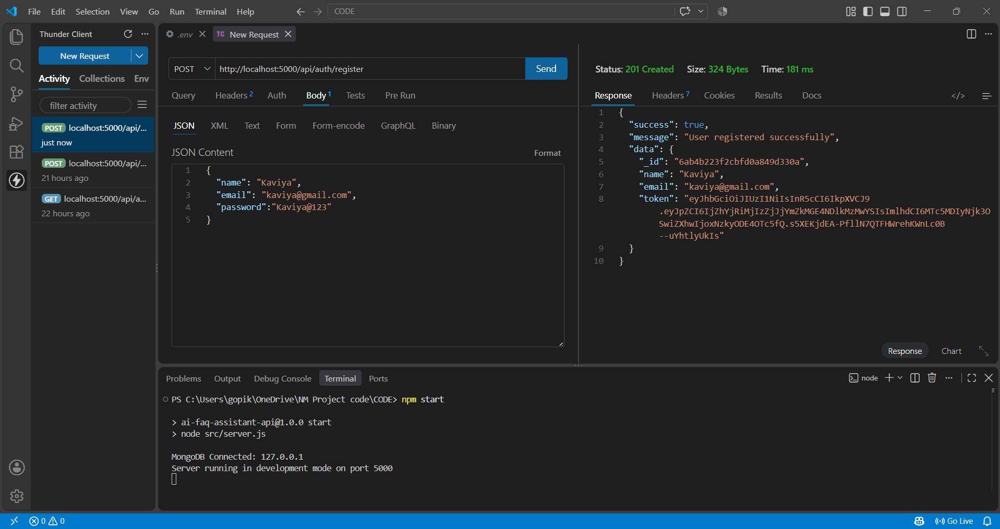 File Edit Selection View Go Run Terminal Help
CODE
Thunder Client
New Request
Activity Collections Env
filter activity
POST localhost:5000/api/...
just now
POST localhost:5000/api/...
21 hours ago
GET localhost:5000/api/a...
22 hours ago
.env
TC New Request
POST http://localhost:5000/api/auth/register Send
Query Headers 2 Auth Body 1 Tests Pre Run
JSON XML Text Form Form-encode GraphQL Binary
JSON Content Format
1 {
2 "name": "Kaviya",
3 "email": "kaviya@gmail.com",
4 "password":"Kaviya@123"
5 }
Status: 201 Created Size: 324 Bytes Time: 181 ms
Response Headers 7 Cookies Results Docs </>
1 {
2 "success": true,
3 "message": "User registered successfully",
4 "data": {
5 "_id": "6ab4b223f2cbfd0a849d330a",
6 "name": "Kaviya",
7 "email": "kaviya@gmail.com",
8 "token": "eyJhbGciOiJIUzI1NiIsInR5cCI6IkpXVCJ9
.eyJpZCI6IjZhYjRiMjIzZjJjYmZkMGE4NDlkMzMwYSIsImlhdCI6MTc5MDIyNjk3O
SwiZXhwIjoxNzkyODE4OTc5fQ.s5XEKjdEA-PfllN7QTFHWrehKWnLc0B
--uYhtlyUkIs"
9 }
10 }
Response Chart
Problems Output Debug Console Terminal Ports
node
PS C:\Users\gopik\OneDrive\NM Project code\CODE> npm start
> ai-faq-assistant-api@1.0.0 start
> node src/server.js
MongoDB Connected: 127.0.0.1
Server running in development mode on port 5000
0 0
Go Live